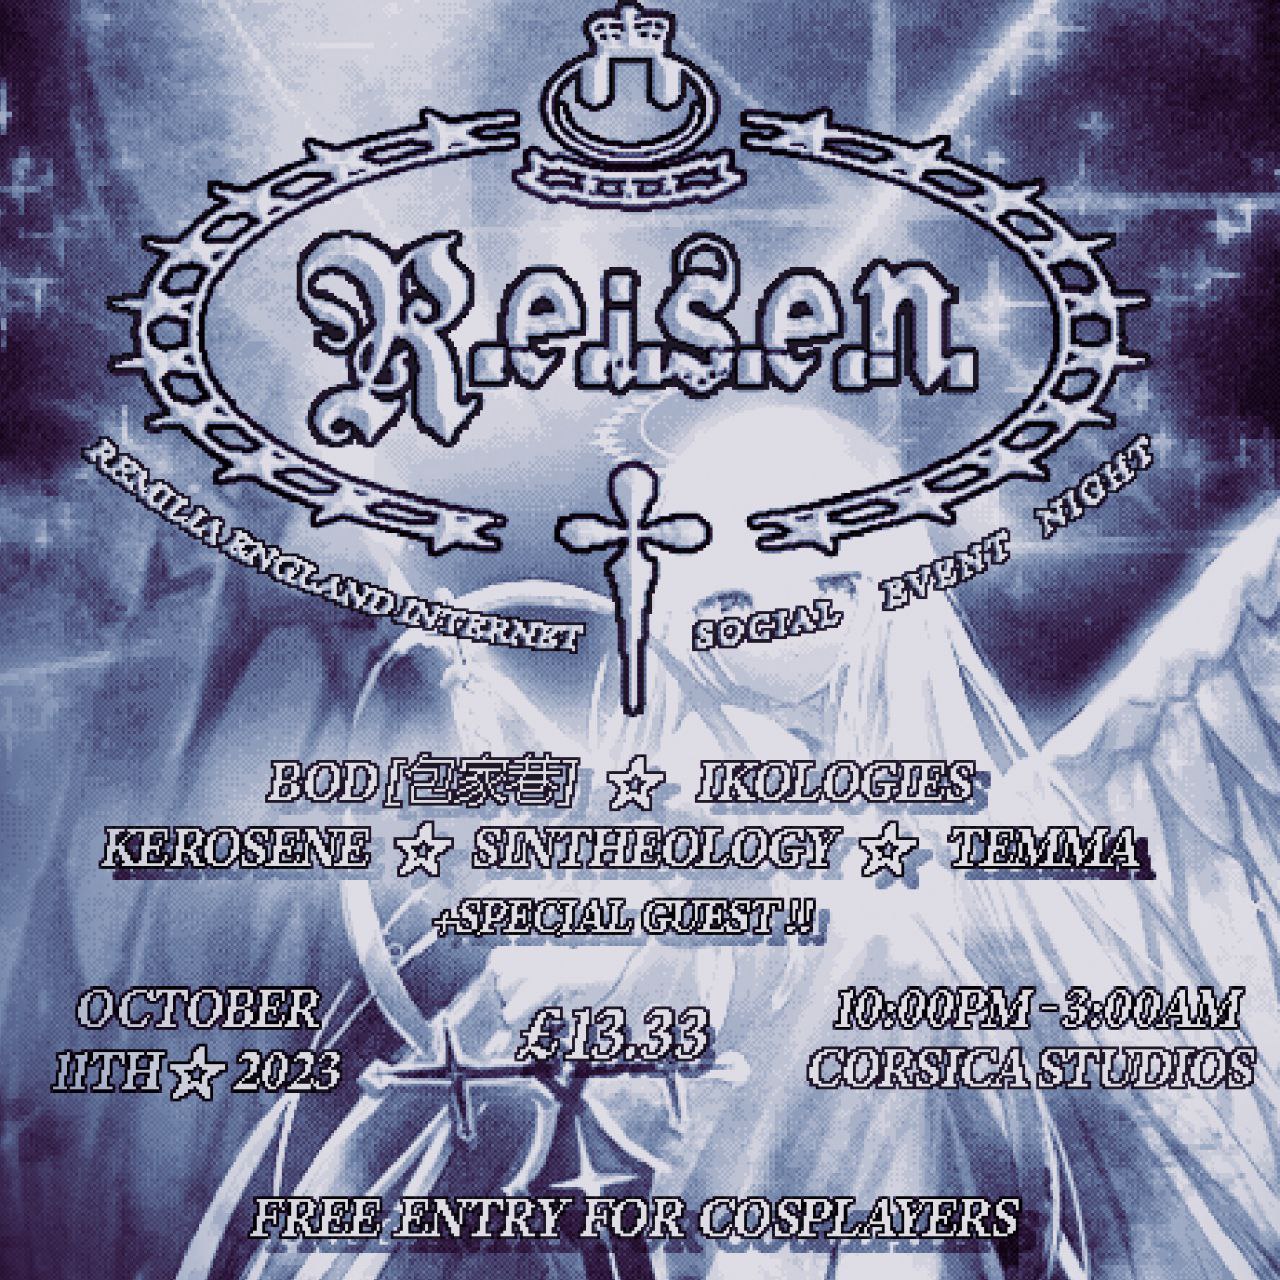 Reisen
REMILIA ENGLAND INTERNET SOCIAL EVENT NIGHT
BOD [包家巷] ☆ IKOLOGIES
KEROSENE ☆ SINTHEOLOGY ☆ TEMMA
+SPECIAL GUEST !!
OCTOBER
11TH ☆ 2023
£13.33
10:00PM - 3:00AM
CORSICA STUDIOS
FREE ENTRY FOR COSPLAYERS